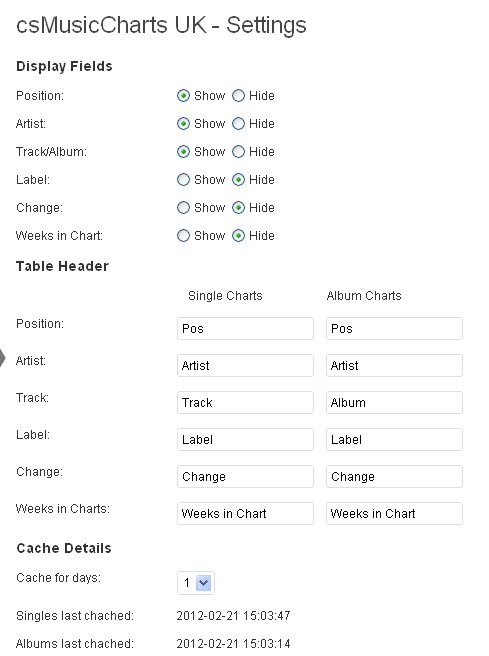 csMusicCharts UK - Settings
Display Fields
Position: Show Hide
Artist: Show Hide
Track/Album: Show Hide
Label: Show Hide
Change: Show Hide
Weeks in Chart: Show Hide
Table Header
Single Charts Album Charts
Position: Pos Pos
Artist: Artist Artist
Track: Track Album
Label: Label Label
Change: Change Change
Weeks in Charts: Weeks in Chart Weeks in Chart
Cache Details
Cache for days: 1
Singles last chached: 2012-02-21 15:03:47
Albums last chached: 2012-02-21 15:03:14